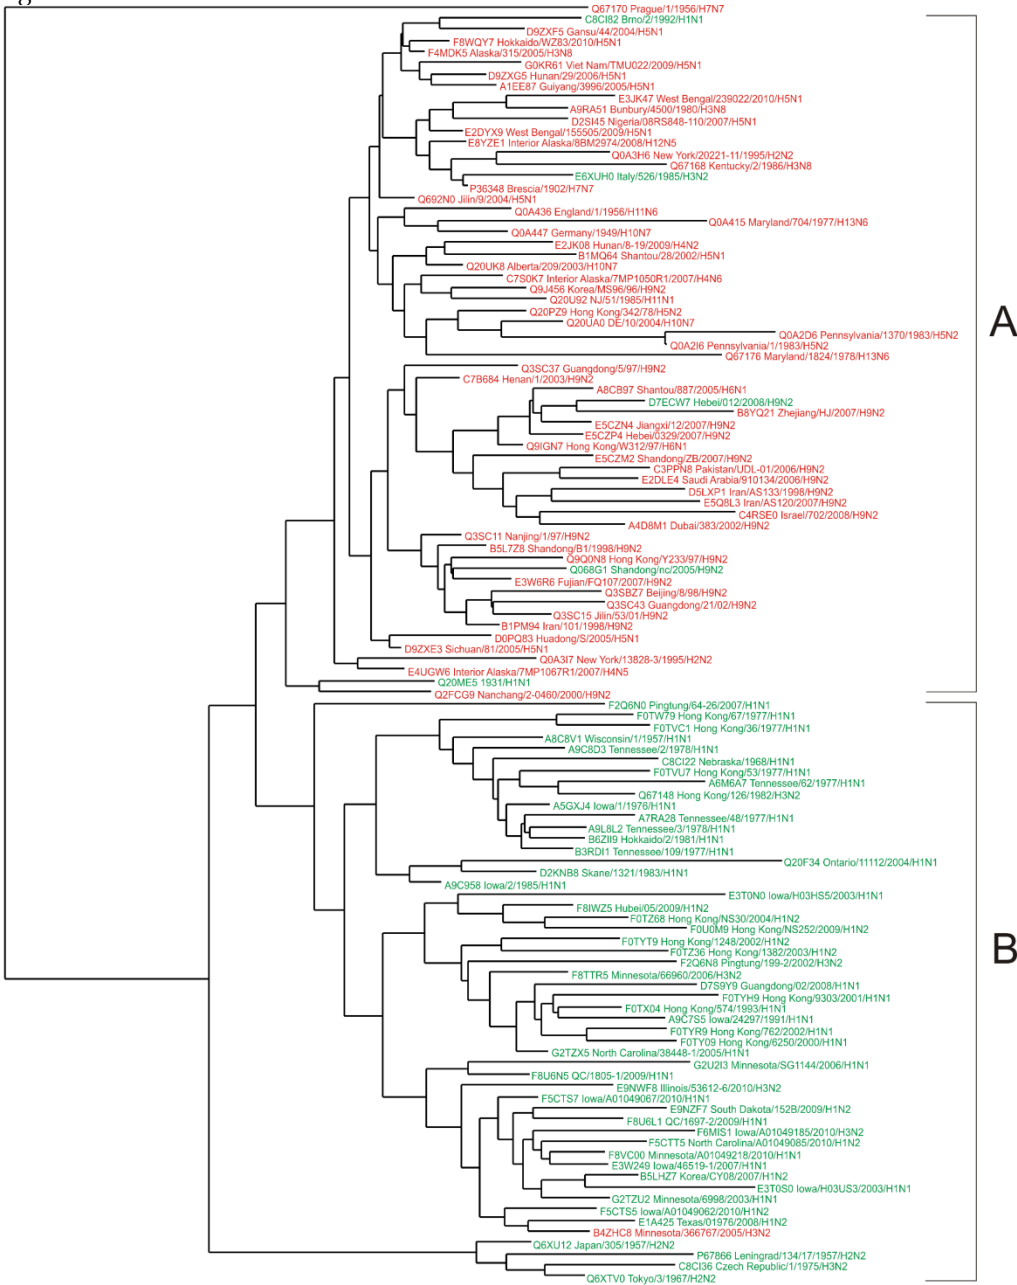 Q67170 Prague/1/1956/H7N7
C8CI82 Brno/2/1992/H1N1
D9ZXF5 Gansu/44/2004/H5N1
F8WQY7 Hokkaido/WZ83/2010/H5N1
F4MDK5 Alaska/315/2005/H3N8
G0KR61 Viet Nam/TMU022/2009/H5N1
D9ZXG5 Hunan/29/2006/H5N1
A1EE87 Guiyang/3996/2005/H5N1
E3JK47 West Bengal/239022/2010/H5N1
A9RA51 Bunbury/4500/1980/H3N8
D2SI45 Nigeria/08RS848-110/2007/H5N1
E2DYX9 West Bengal/155505/2009/H5N1
E8YZE1 Interior Alaska/8BM2974/2008/H12N5
Q0A3H6 New York/20221-11/1995/H2N2
Q67168 Kentucky/2/1986/H3N8
E6XUH0 Italy/526/1985/H3N2
P36348 Brescia/1902/H7N7
Q692N0 Jilin/9/2004/H5N1
Q0A436 England/1/1956/H11N6
Q0A415 Maryland/704/1977/H13N6
Q0A447 Germany/1949/H10N7
E2JK08 Hunan/8-19/2009/H4N2
B1MQ64 Shantou/28/2002/H5N1
Q20UK8 Alberta/209/2003/H10N7
C7S0K7 Interior Alaska/7MP1050R1/2007/H4N6
Q9J456 Korea/MS96/96/H9N2
Q20U92 NJ/51/1985/H11N1
Q20PZ9 Hong Kong/342/78/H5N2
Q20UA0 DE/10/2004/H10N7
Q0A2D6 Pennsylvania/1370/1983/H5N2
Q0A2I6 Pennsylvania/1/1983/H5N2
Q67176 Maryland/1824/1978/H13N6
A
Q3SC37 Guangdong/5/97/H9N2
C7B684 Henan/1/2003/H9N2
A8CB97 Shantou/887/2005/H6N1
D7ECW7 Hebei/012/2008/H9N2
B8YQ21 Zhejiang/HJ/2007/H9N2
E5CZN4 Jiangxi/12/2007/H9N2
E5CZP4 Hebei/0329/2007/H9N2
Q9IGN7 Hong Kong/W312/97/H6N1
E5CZM2 Shandong/ZB/2007/H9N2
C3PPN8 Pakistan/UDL-01/2006/H9N2
E2DLE4 Saudi Arabia/910134/2006/H9N2
D5LXP1 Iran/AS133/1998/H9N2
E5Q8L3 Iran/AS120/2007/H9N2
C4RSE0 Israel/702/2008/H9N2
A4D8M1 Dubai/383/2002/H9N2
Q3SC11 Nanjing/1/97/H9N2
B5L7Z8 Shandong/B1/1998/H9N2
Q9Q0N8 Hong Kong/Y233/97/H9N2
Q068G1 Shandong/nc/2005/H9N2
E3W6R6 Fujian/FQ107/2007/H9N2
Q3SBZ7 Beijing/8/98/H9N2
Q3SC43 Guangdong/21/02/H9N2
Q3SC15 Jilin/53/01/H9N2
B1PM94 Iran/101/1998/H9N2
D0PQ83 Huadong/S/2005/H5N1
D9ZXE3 Sichuan/81/2005/H5N1
Q0A3I7 New York/13828-3/1995/H2N2
E4UGW6 Interior Alaska/7MP1067R1/2007/H4N5
Q20ME5 1931/H1N1
Q2FCG9 Nanchang/2-0460/2000/H9N2
F2Q6N0 Pingtung/64-26/2007/H1N1
F0TW79 Hong Kong/67/1977/H1N1
F0TVC1 Hong Kong/36/1977/H1N1
A8C8V1 Wisconsin/1/1957/H1N1
A9C8D3 Tennessee/2/1978/H1N1
C8CI22 Nebraska/1968/H1N1
F0TVU7 Hong Kong/53/1977/H1N1
A6M6A7 Tennessee/62/1977/H1N1
Q67148 Hong Kong/126/1982/H3N2
A5GXJ4 Iowa/1/1976/H1N1
A7RA28 Tennessee/48/1977/H1N1
A9L8L2 Tennessee/3/1978/H1N1
B6ZII9 Hokkaido/2/1981/H1N1
B3RDI1 Tennessee/109/1977/H1N1
Q20F34 Ontario/11112/2004/H1N1
D2KNB8 Skane/1321/1983/H1N1
A9C958 Iowa/2/1985/H1N1
E3T0N0 Iowa/H03HS5/2003/H1N1
F8IWZ5 Hubei/05/2009/H1N2
F0TZ68 Hong Kong/NS30/2004/H1N2
F0U0M9 Hong Kong/NS252/2009/H1N2
F0TYT9 Hong Kong/1248/2002/H1N2
B
F0TZ36 Hong Kong/1382/2003/H1N2
F2Q6N8 Pingtung/199-2/2002/H3N2
F8TTR5 Minnesota/66960/2006/H3N2
D7S9Y9 Guangdong/02/2008/H1N1
F0TYH9 Hong Kong/9303/2001/H1N1
F0TX04 Hong Kong/574/1993/H1N1
A9C7S5 Iowa/24297/1991/H1N1
F0TYR9 Hong Kong/762/2002/H1N1
F0TY09 Hong Kong/6250/2000/H1N1
G2TZX5 North Carolina/38448-1/2005/H1N1
G2U2I3 Minnesota/SG1144/2006/H1N1
F8U6N5 QC/1805-1/2009/H1N1
E9NWF8 Illinois/53612-6/2010/H3N2
F5CTS7 Iowa/A01049067/2010/H1N1
E9NZF7 South Dakota/152B/2009/H1N2
F8U6L1 QC/1697-2/2009/H1N1
F6MIS1 Iowa/A01049185/2010/H3N2
F5CTT5 North Carolina/A01049085/2010/H1N2
F8VC00 Minnesota/A01049218/2010/H1N1
E3W249 Iowa/46519-1/2007/H1N1
B5LHZ7 Korea/CY08/2007/H1N2
E3T0S0 Iowa/H03US3/2003/H1N1
G2TZU2 Minnesota/6998/2003/H1N1
F5CTS5 Iowa/A01049062/2010/H1N2
E1A425 Texas/01976/2008/H1N2
B4ZHC8 Minnesota/366767/2005/H3N2
Q6XU12 Japan/305/1957/H2N2
P67866 Leningrad/134/17/1957/H2N2
C8CI36 Czech Republic/1/1975/H3N2
Q6XTV0 Tokyo/3/1967/H2N2